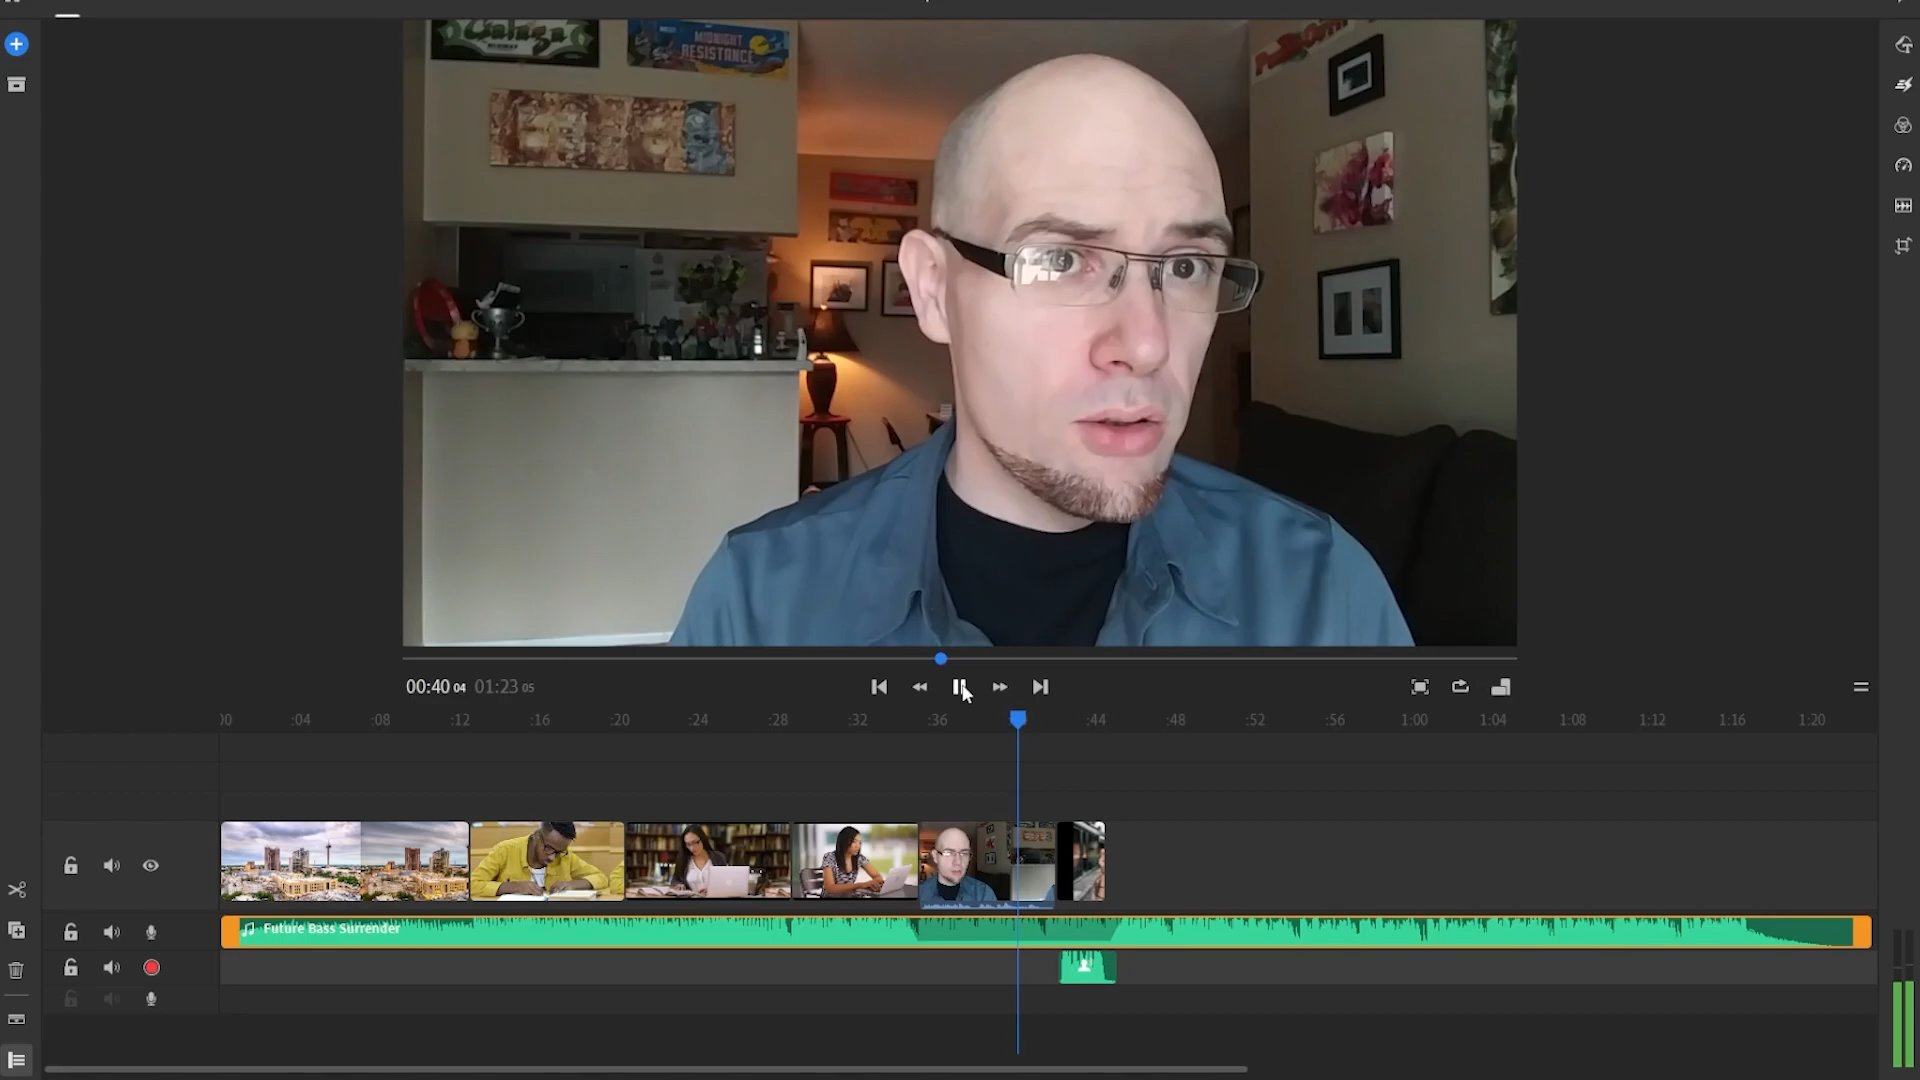 Galaga
MIDNIGHT
RESISTANCE
00:40 04 01:23 05
:04 :08 :12 :16 :20 :24 :28 :32 :36 :44 :48 :52 :56 1:00 1:04 1:08 1:12 1:16 1:20
Future Bass Surrender